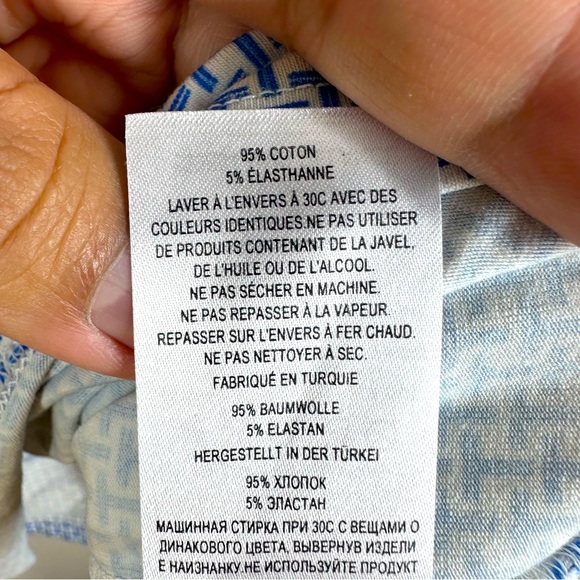 95% COTON
5% ÉLASTHANNE
LAVER À L'ENVERS À 30C AVEC DES
COULEURS IDENTIQUES.NE PAS UTILISER
DE PRODUITS CONTENANT DE LA JAVEL,
DE L'HUILE OU DE L'ALCOOL.
NE PAS SÉCHER EN MACHINE.
NE PAS REPASSER À LA VAPEUR.
REPASSER SUR L'ENVERS À FER CHAUD.
NE PAS NETTOYER À SEC.
FABRIQUÉ EN TURQUIE
95% BAUMWOLLE
5% ELASTAN
HERGESTELLT IN DER TÜRKEI
95% ХЛОПОК
5% ЭЛАСТАН
МАШИННАЯ СТИРКА ПРИ 30С С ВЕЩАМИ О
ДИНАКОВОГО ЦВЕТА, ВЫВЕРНУВ ИЗДЕЛИ
Е НАИЗНАНКУ.НЕ ИСПОЛЬЗУЙТЕ ПРОДУКТ